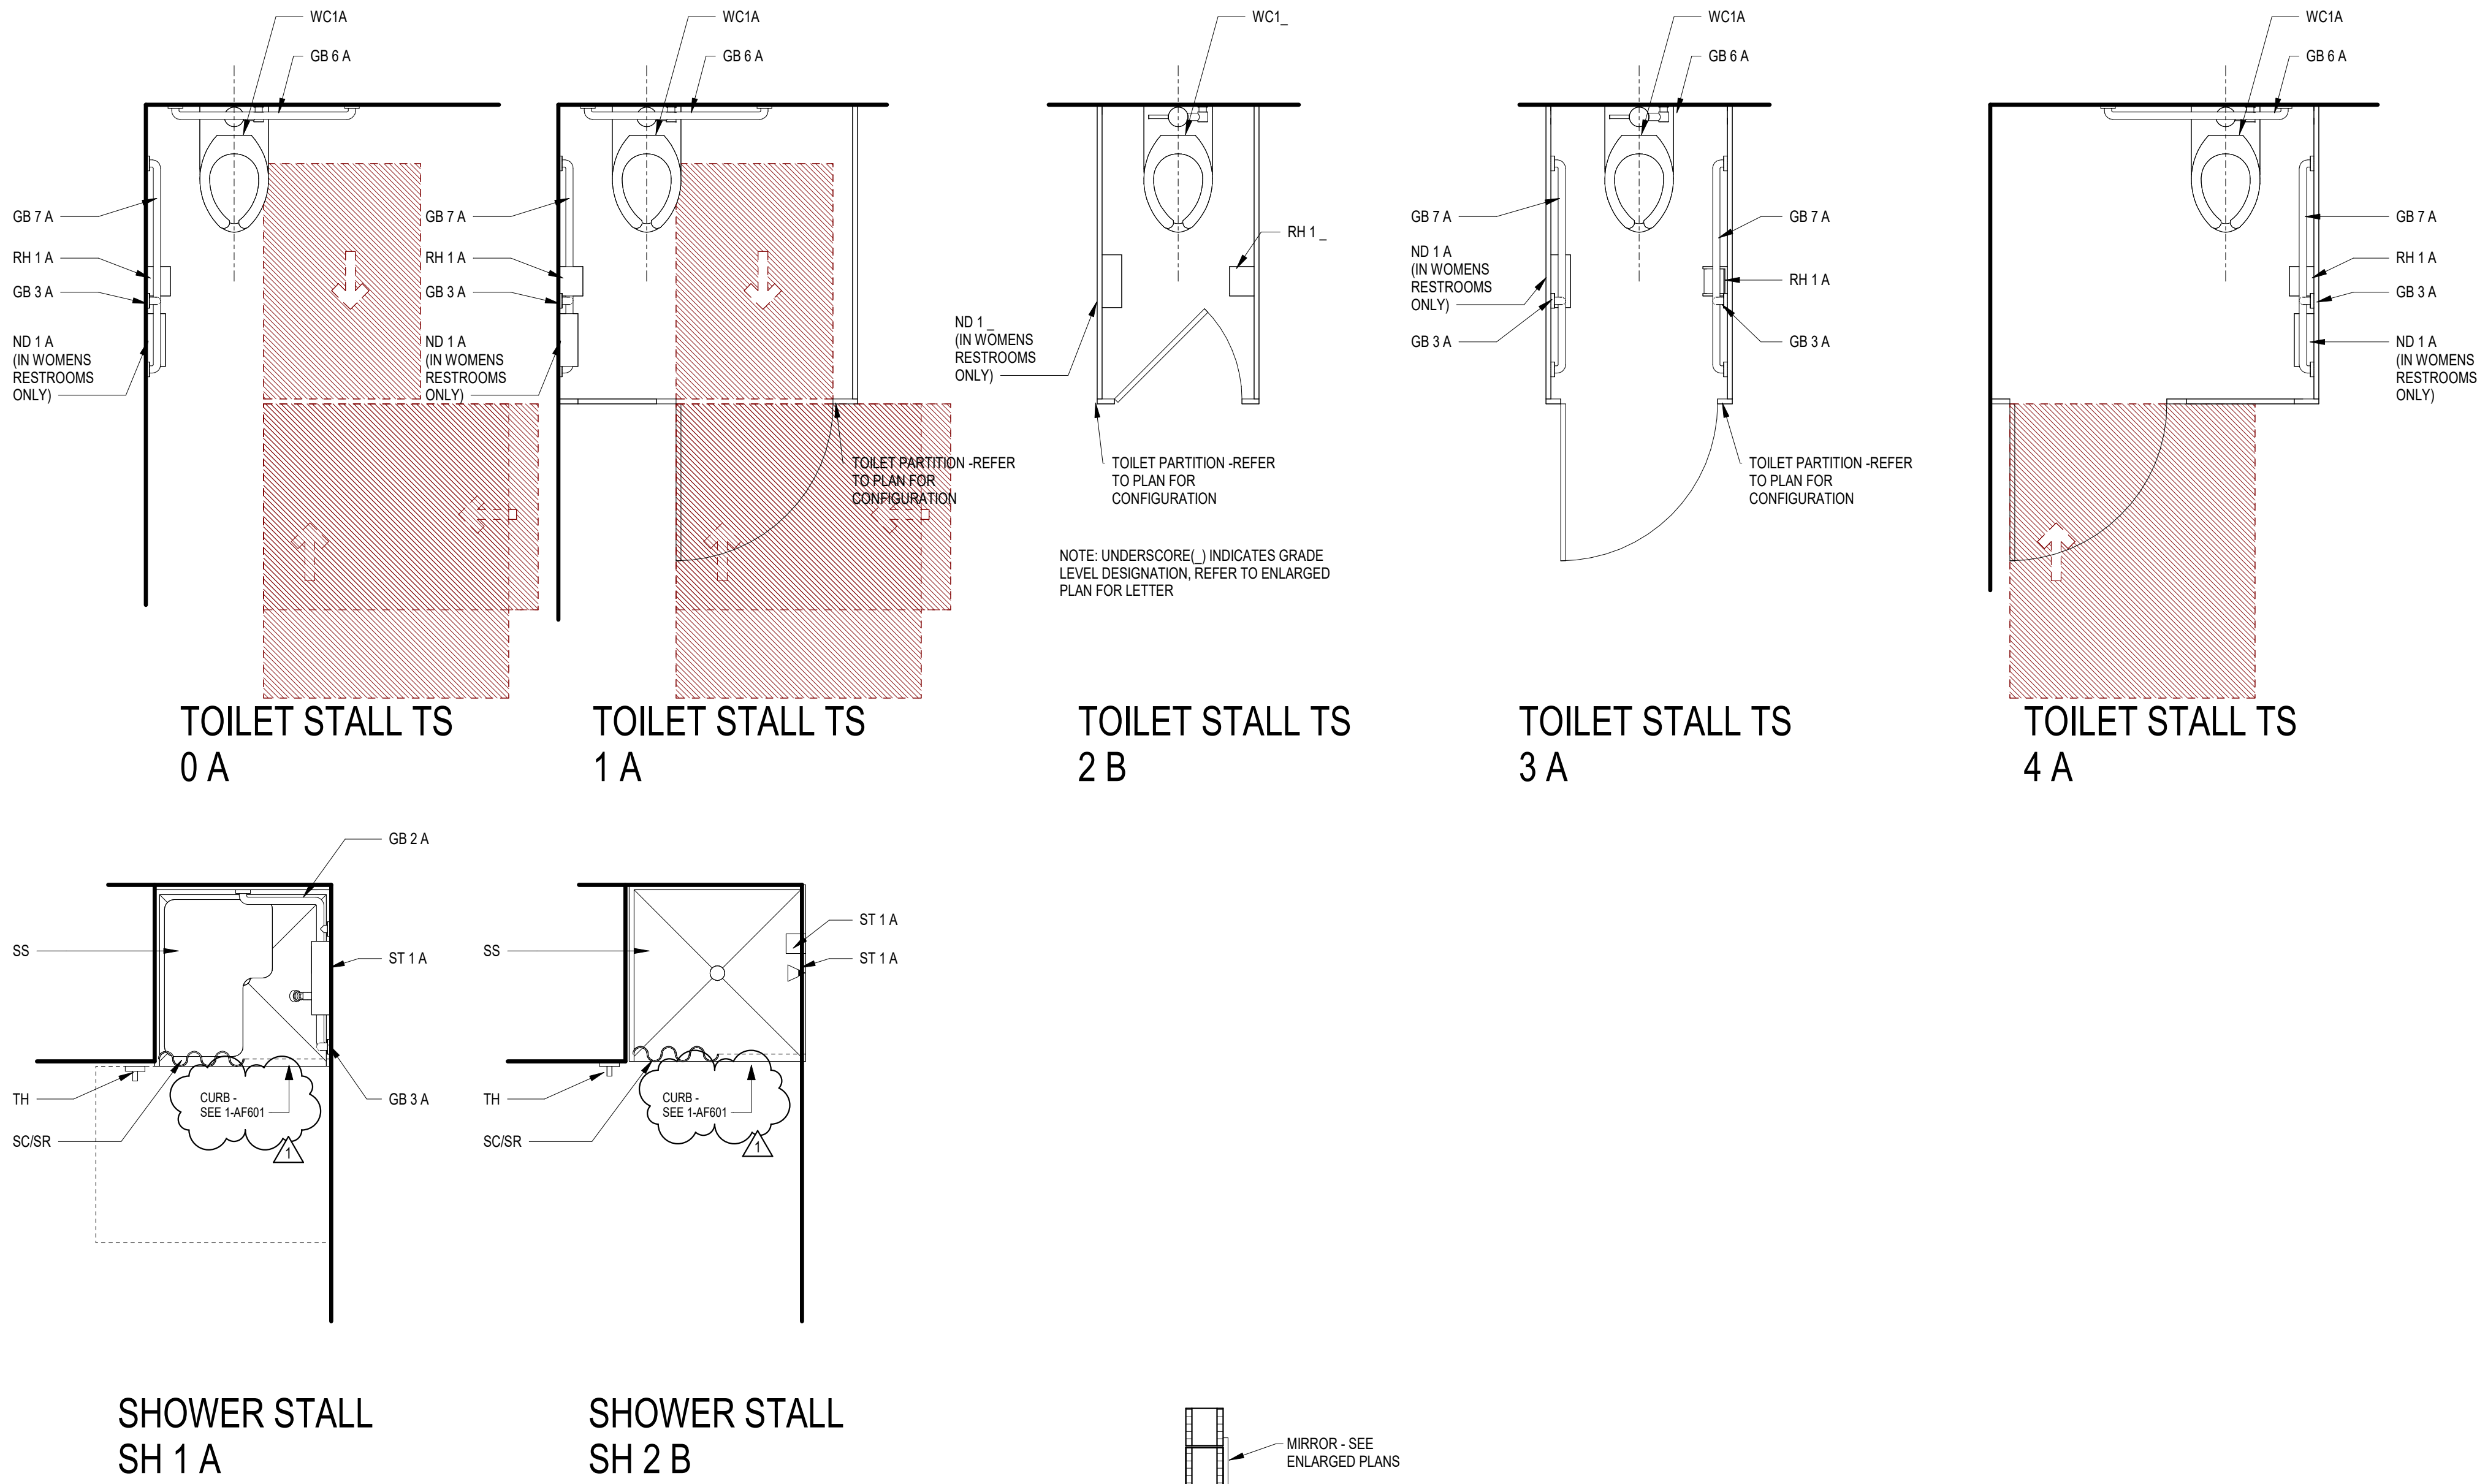 WC1A
GB 6 A
GB 7 A
RH 1 A
GB 3 A
ND 1 A
(IN WOMENS
RESTROOMS
ONLY)
TOILET STALL TS
0 A
WC1A
GB 6 A
GB 7 A
RH 1 A
GB 3 A
ND 1 A
(IN WOMENS
RESTROOMS
ONLY)
TOILET PARTITION -REFER
TO PLAN FOR
CONFIGURATION
TOILET STALL TS
1 A
WC1_
RH 1 _
ND 1 _
(IN WOMENS
RESTROOMS
ONLY)
TOILET PARTITION -REFER
TO PLAN FOR
CONFIGURATION
NOTE: UNDERSCORE(_) INDICATES GRADE
LEVEL DESIGNATION, REFER TO ENLARGED
PLAN FOR LETTER
TOILET STALL TS
2 B
WC1A
GB 6 A
GB 7 A
ND 1 A
(IN WOMENS
RESTROOMS
ONLY)
GB 3 A
GB 7 A
RH 1 A
GB 3 A
TOILET PARTITION -REFER
TO PLAN FOR
CONFIGURATION
TOILET STALL TS
3 A
WC1A
GB 6 A
GB 7 A
RH 1 A
GB 3 A
ND 1 A
(IN WOMENS
RESTROOMS
ONLY)
TOILET STALL TS
4 A
GB 2 A
SS
ST 1 A
TH
GB 3 A
SC/SR
CURB -
SEE 1-AF601
1
SHOWER STALL
SH 1 A
ST 1 A
SS
ST 1 A
TH
SC/SR
CURB -
SEE 1-AF601
1
SHOWER STALL
SH 2 B
MIRROR - SEE
ENLARGED PLANS